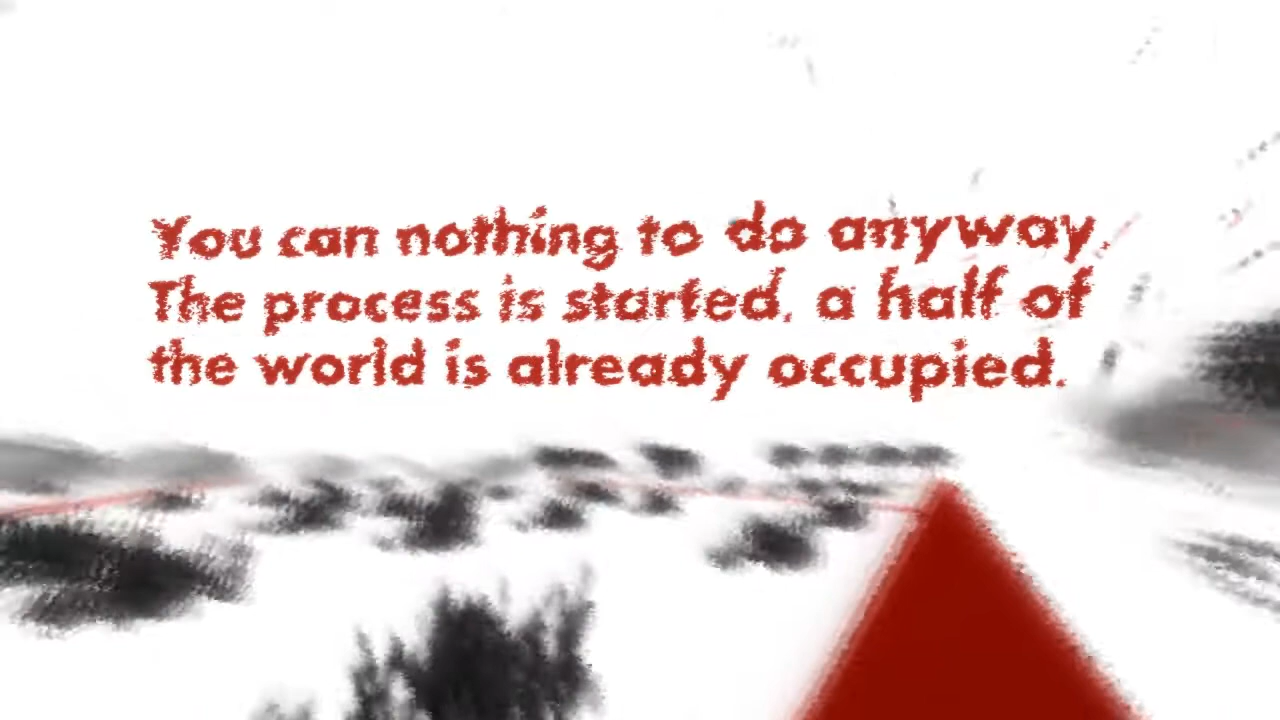 You can nothing to do anyway.
The process is started, a half of
the world is already occupied.